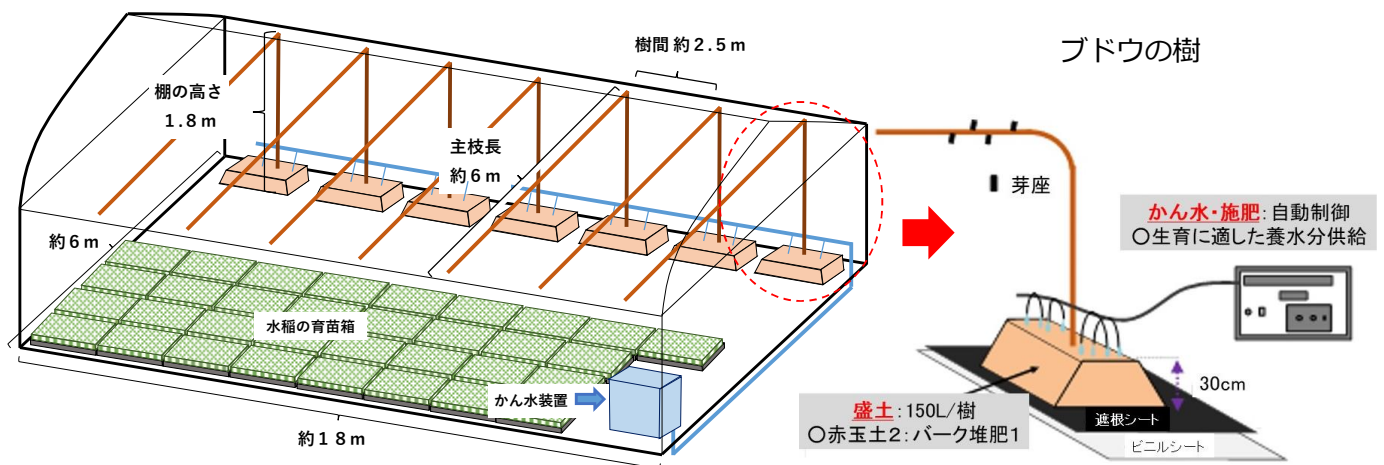 樹間 約2.5m
棚の高さ
1.8m
主枝長
約6m
約6m
水稲の育苗箱
かん水装置
約18m
ブドウの樹
芽座
かん水・施肥：自動制御
〇生育に適した養水分供給
30cm
盛土：150L/樹
〇赤玉土2：バーク堆肥1
遮根シート
ビニルシート